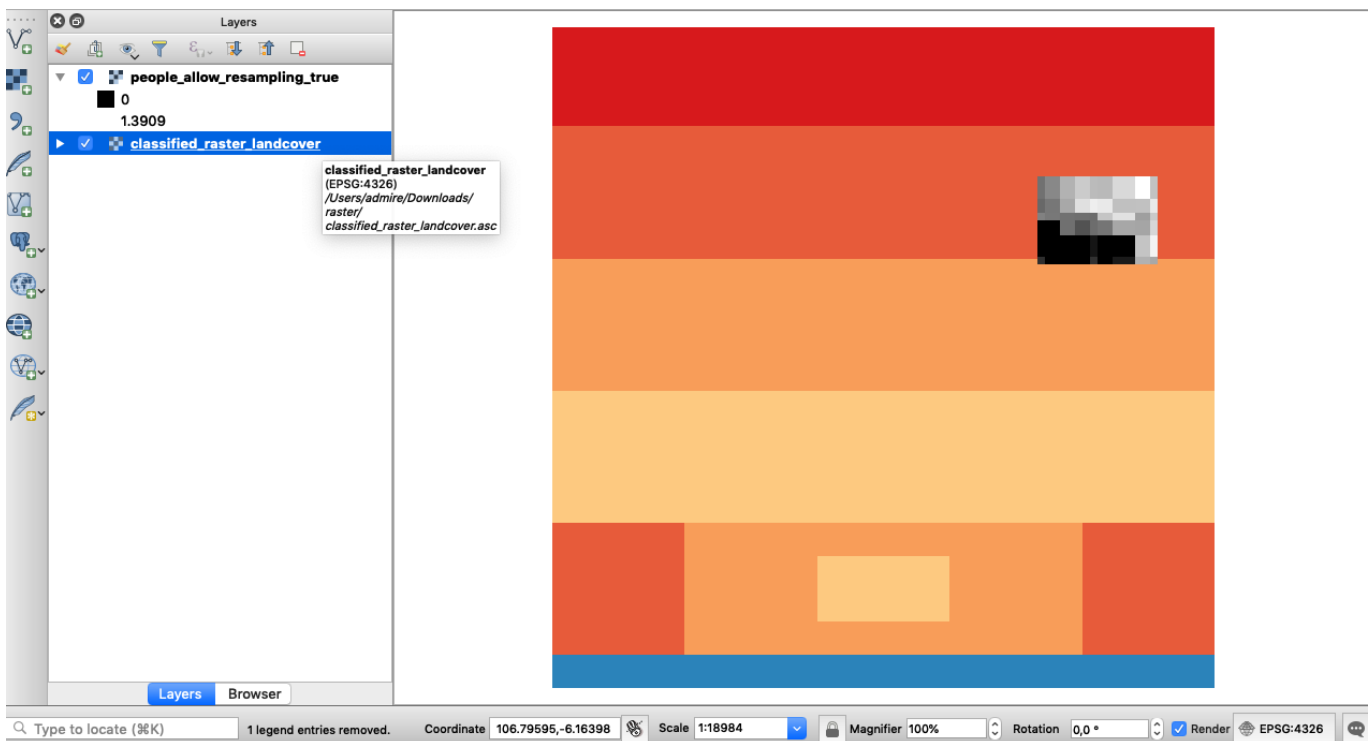 Layers
people_allow_resampling_true
0
1.3909
classified_raster_landcover
classified_raster_landcover
(EPSG:4326)
/Users/admire/Downloads/
raster/
classified_raster_landcover.asc
Layers Browser
Type to locate (⌘K) 1 legend entries removed. Coordinate 106.79595,-6.16398 Scale 1:18984 Magnifier 100% Rotation 0,0 ° Render EPSG:4326